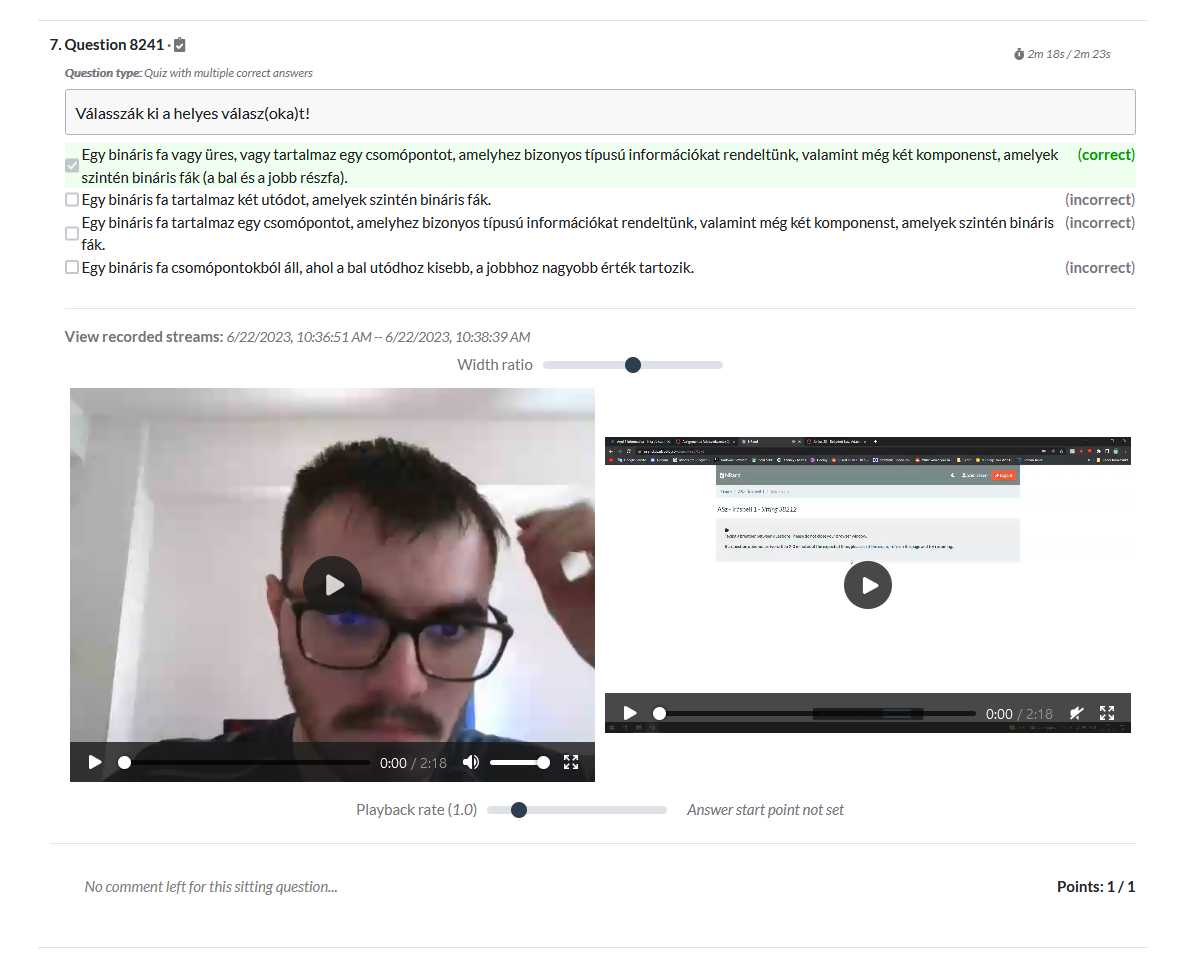 7. Question 8241 ·
2m 18s / 2m 23s
Question type: Quiz with multiple correct answers
Válasszák ki a helyes válasz(oka)t!
Egy bináris fa vagy üres, vagy tartalmaz egy csomópontot, amelyhez bizonyos típusú információkat rendeltünk, valamint még két komponenst, amelyek (correct)
szintén bináris fák (a bal és a jobb részfa).
Egy bináris fa tartalmaz két utódot, amelyek szintén bináris fák. (incorrect)
Egy bináris fa tartalmaz egy csomópontot, amelyhez bizonyos típusú információkat rendeltünk, valamint még két komponenst, amelyek szintén bináris (incorrect)
fák.
Egy bináris fa csomópontokból áll, ahol a bal utódhoz kisebb, a jobbhoz nagyobb érték tartozik. (incorrect)
View recorded streams: 6/22/2023, 10:36:51 AM -- 6/22/2023, 10:38:39 AM
Width ratio
Logout
0:00 / 2:18
0:00 / 2:18
Playback rate (1.0) Answer start point not set
No comment left for this sitting question...
Points: 1 / 1